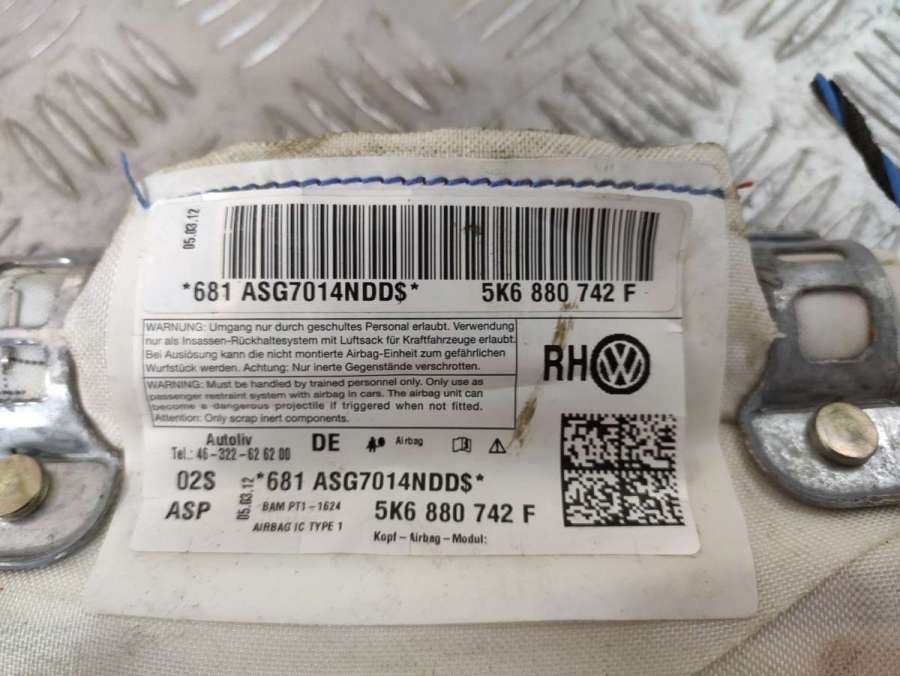 05.03.12
*681 ASG7014NDD$* 5K6 880 742 F
WARNUNG: Umgang nur durch geschultes Personal erlaubt. Verwendung
nur als Insassen-Rückhaltesystem mit Luftsack für Kraftfahrzeuge erlaubt.
Bei Auslösung kann die nicht montierte Airbag-Einheit zum gefährlichen
Wurfstück werden. Achtung: Nur inerte Gegenstände verschrotten.
WARNING: Must be handled by trained personnel only. Only use as
passenger restraint system with airbag in cars. The airbag unit can
become a dangerous projectile if triggered when not fitted.
Attention: Only scrap inert components.
RH
Autoliv DE Airbag
Tel.: 46-322-62 62 00
02S *681 ASG7014NDD$*
ASP 05.03.12 BAM PT1-1624 5K6 880 742 F
AIRBAG IC TYPE 1
Kopf-Airbag-Modul: